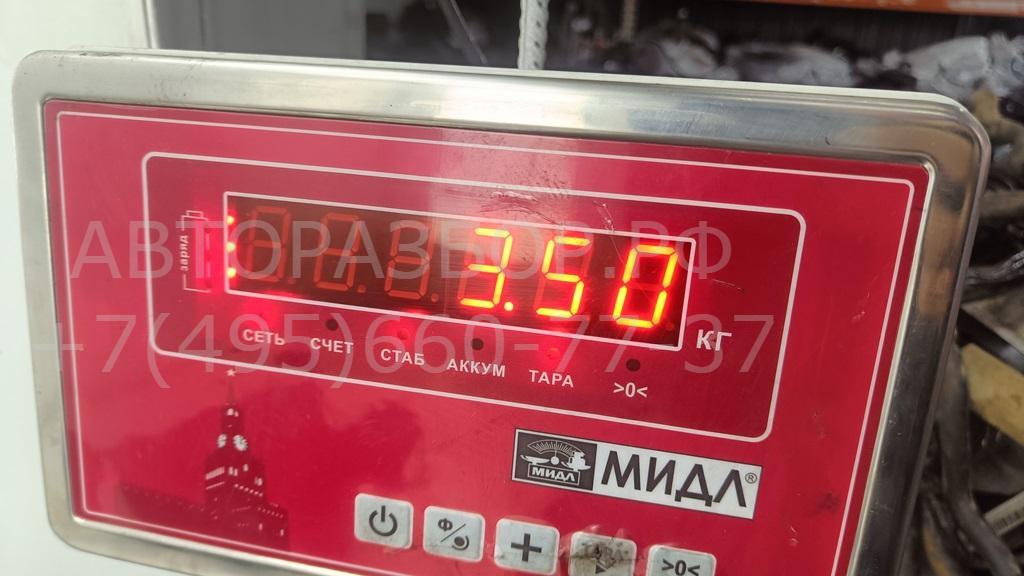 АВТОРАЗБОР.РФ
+7(495)660-77-37
заряд
3.50
КГ
СЕТЬ СЧЕТ СТАБ АККУМ ТАРА >0<
МИДЛ
МИДЛ®
Ф
+
>0<